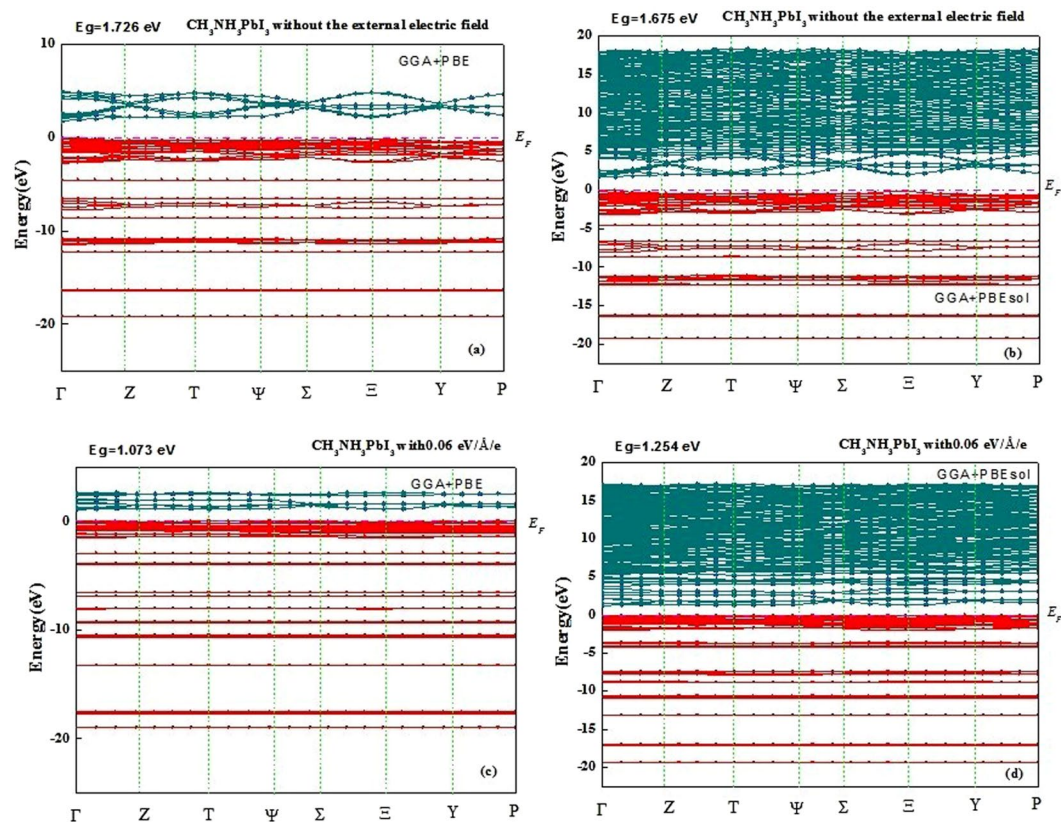 Eg=1.726 eV CH₃NH₃PbI₃ without the external electric field
GGA+PBE
10
0
-10
-20
Energy(eV)
E_F
(a)
Γ Z T Ψ Σ Ξ Y P
Eg=1.675 eV CH₃NH₃PbI₃ without the external electric field
20
15
10
5
0
-5
-10
-15
-20
Energy(eV)
E_F
GGA+PBEsol
(b)
Γ Z T Ψ Σ Ξ Y P
Eg=1.073 eV CH₃NH₃PbI₃ with0.06 eV/Å/e
GGA+PBE
0
-10
-20
Energy(eV)
E_F
(c)
Γ Z T Ψ Σ Ξ Y P
Eg=1.254 eV CH₃NH₃PbI₃ with0.06 eV/Å/e
GGA+PBEsol
20
15
10
5
0
-5
-10
-15
-20
Energy(eV)
E_F
(d)
Γ Z T Ψ Σ Ξ Y P